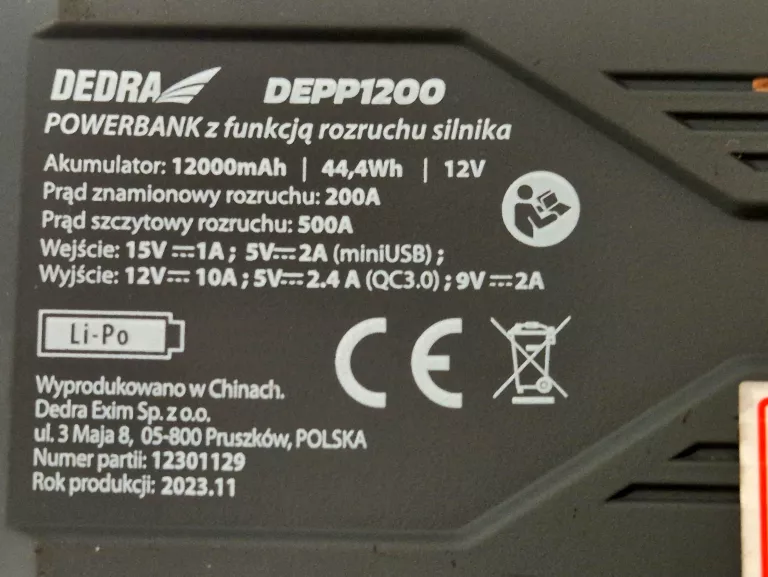 DEDRA DEPP1200
POWERBANK z funkcją rozruchu silnika
Akumulator: 12000mAh | 44,4Wh | 12V
Prąd znamionowy rozruchu: 200A
Prąd szczytowy rozruchu: 500A
Wejście: 15V⎓1A; 5V⎓2A (miniUSB);
Wyjście: 12V⎓ 10A; 5V⎓2.4 A (QC3.0); 9V⎓2A
Li-Po
CE
Wyprodukowano w Chinach.
Dedra Exim Sp. z o.o.
ul. 3 Maja 8, 05-800 Pruszków, POLSKA
Numer partii: 12301129
Rok produkcji: 2023.11